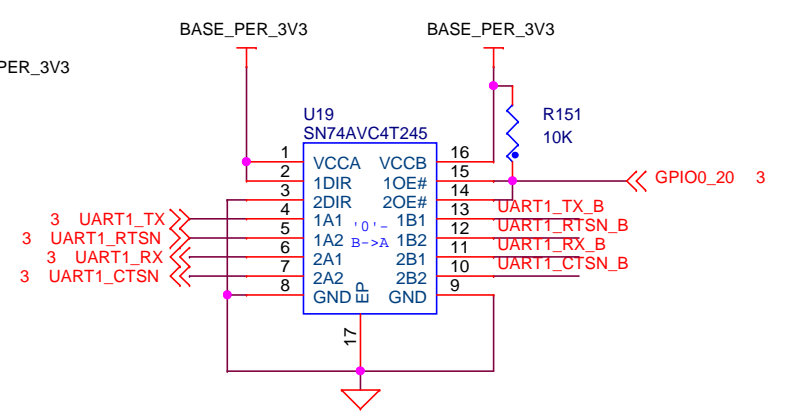 BASE_PER_3V3 BASE_PER_3V3
PER_3V3
U19
SN74AVC4T245
R151
10K
1 VCCA VCCB 16
2 1DIR 1OE# 15 GPIO0_20 3
3 2DIR 2OE# 14
3 UART1_TX 4 1A1 1B1 13 UART1_TX_B
3 UART1_RTSN 5 1A2 1B2 12 UART1_RTSN_B
3 UART1_RX 6 2A1 2B1 11 UART1_RX_B
3 UART1_CTSN 7 2A2 2B2 10 UART1_CTSN_B
8 GND GND 9
'0'-
B->A
EP
17